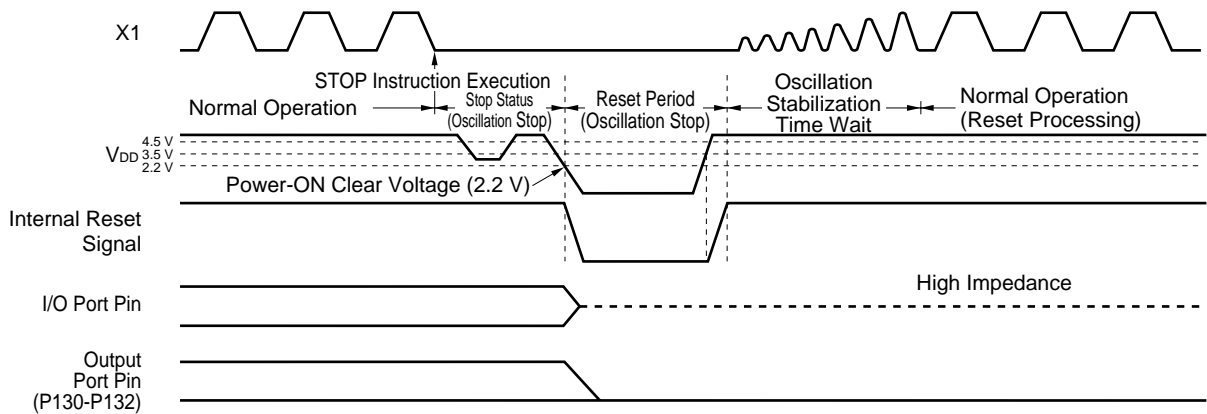 X1
STOP Instruction Execution
Normal Operation
Stop Status
(Oscillation Stop)
Reset Period
(Oscillation Stop)
Oscillation
Stabilization
Time Wait
Normal Operation
(Reset Processing)
VDD
4.5 V
3.5 V
2.2 V
Power-ON Clear Voltage (2.2 V)
Internal Reset
Signal
I/O Port Pin
High Impedance
Output
Port Pin
(P130-P132)